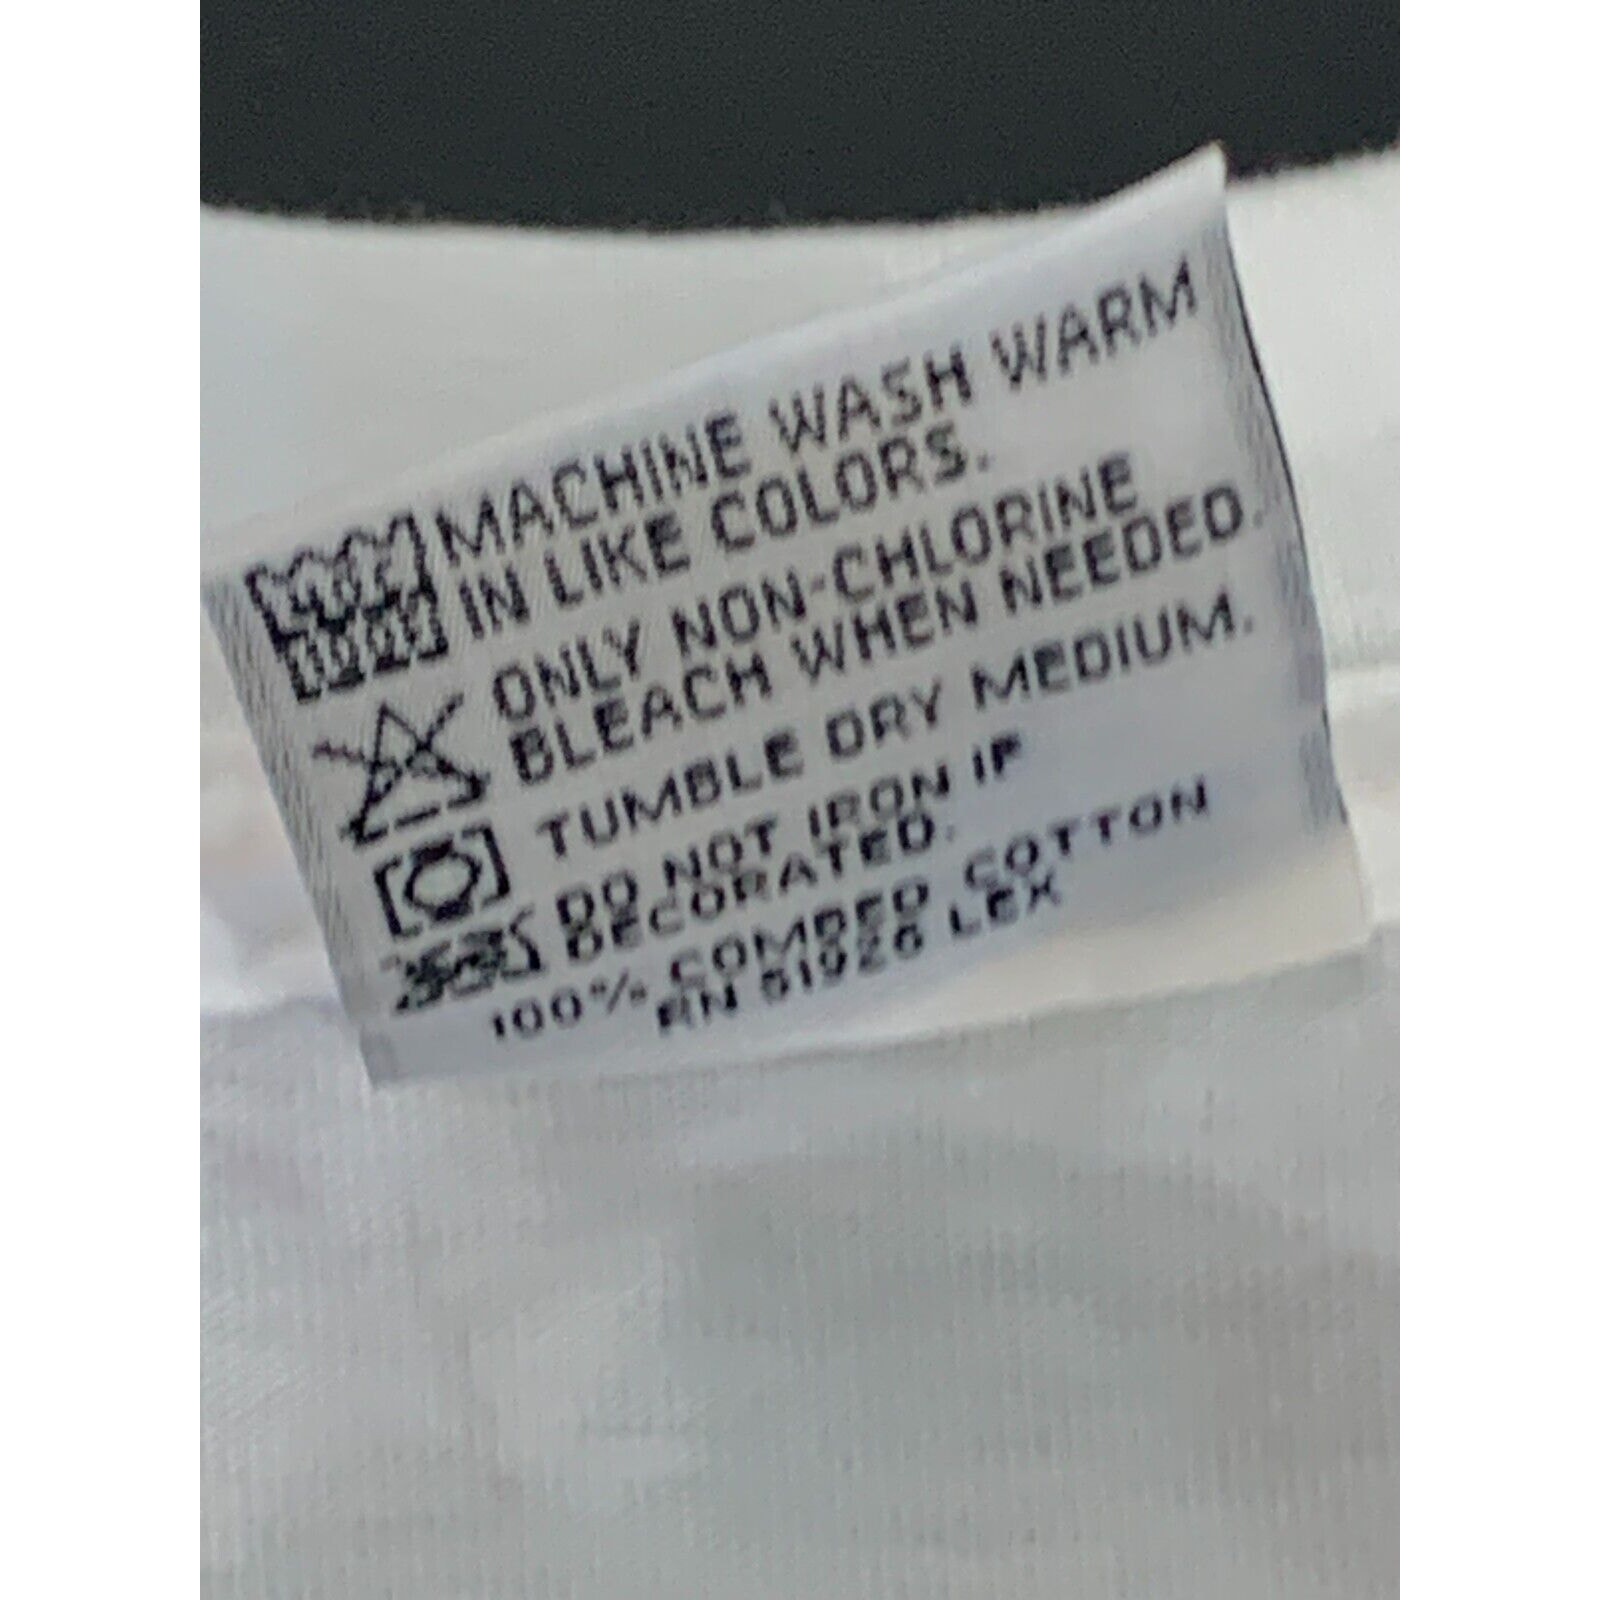 MACHINE WASH WARM
IN LIKE COLORS.
ONLY NON-CHLORINE
BLEACH WHEN NEEDED.
TUMBLE DRY MEDIUM.
DO NOT IRON IF
DECORATED.
100% COMBED COTTON
RN 51926 LEX